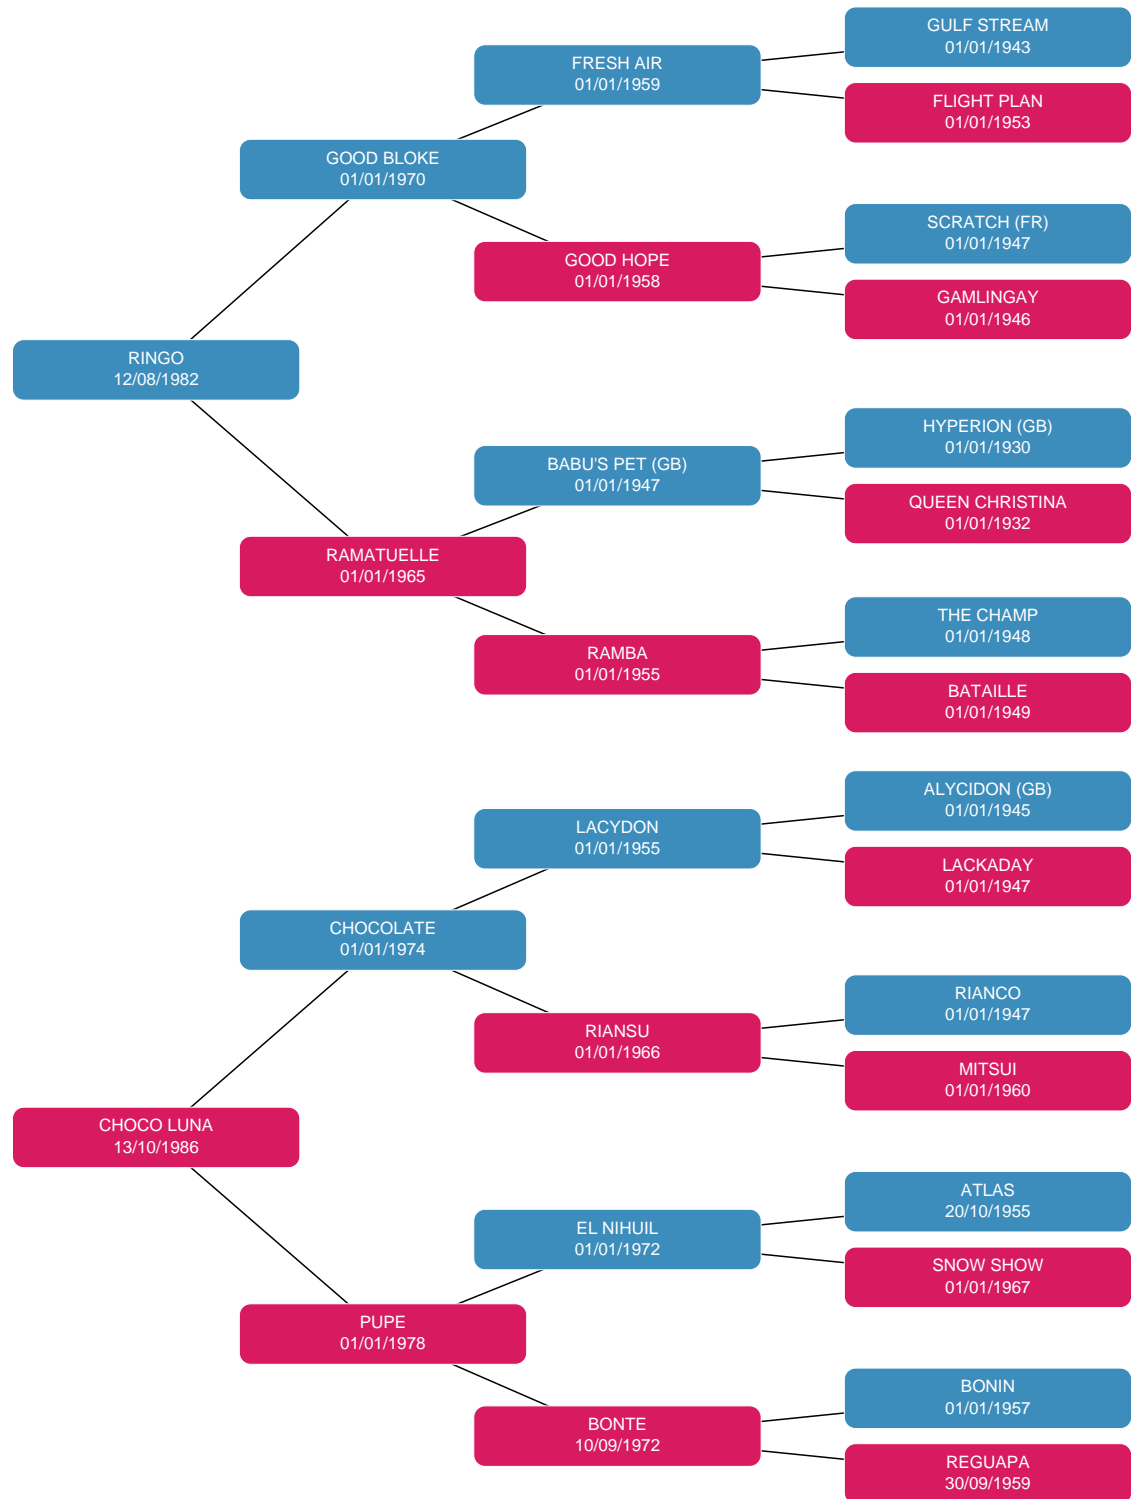 GULF STREAM
01/01/1943
FRESH AIR
01/01/1959
FLIGHT PLAN
01/01/1953
GOOD BLOKE
01/01/1970
SCRATCH (FR)
01/01/1947
GOOD HOPE
01/01/1958
GAMLINGAY
01/01/1946
RINGO
12/08/1982
HYPERION (GB)
01/01/1930
BABU'S PET (GB)
01/01/1947
QUEEN CHRISTINA
01/01/1932
RAMATUELLE
01/01/1965
THE CHAMP
01/01/1948
RAMBA
01/01/1955
BATAILLE
01/01/1949
ALYCIDON (GB)
01/01/1945
LACYDON
01/01/1955
LACKADAY
01/01/1947
CHOCOLATE
01/01/1974
RIANCO
01/01/1947
RIANSU
01/01/1966
MITSUI
01/01/1960
CHOCO LUNA
13/10/1986
ATLAS
20/10/1955
EL NIHUIL
01/01/1972
SNOW SHOW
01/01/1967
PUPE
01/01/1978
BONIN
01/01/1957
BONTE
10/09/1972
REGUAPA
30/09/1959